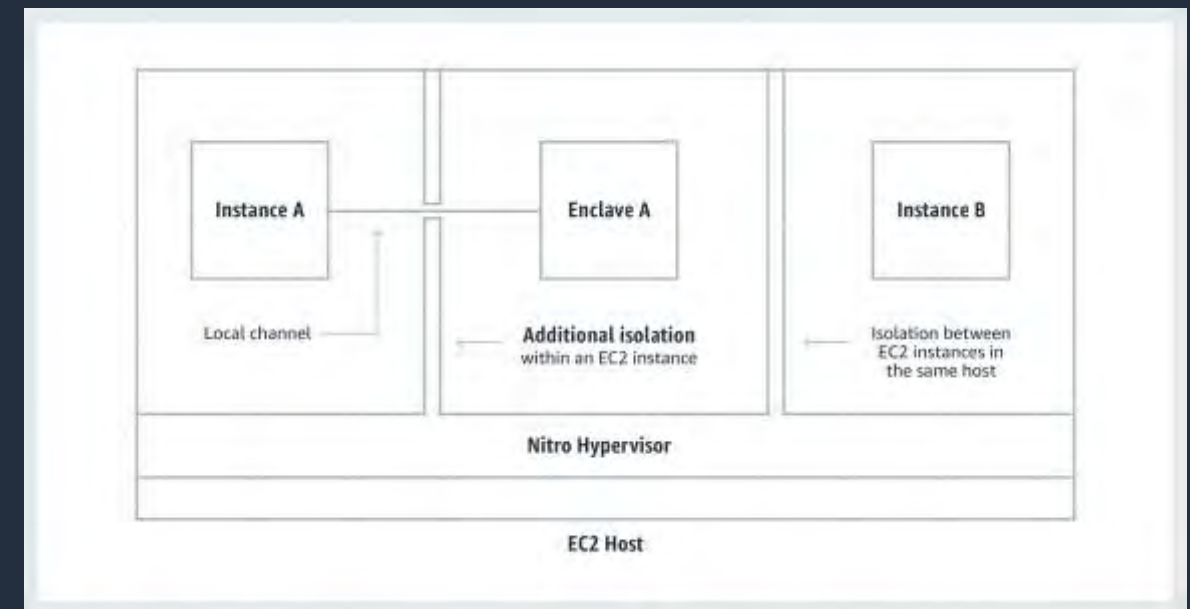 Instance A
Enclave A
Instance B
Local channel
Additional isolation
within an EC2 instance
Isolation between
EC2 instances in
the same host
Nitro Hypervisor
EC2 Host